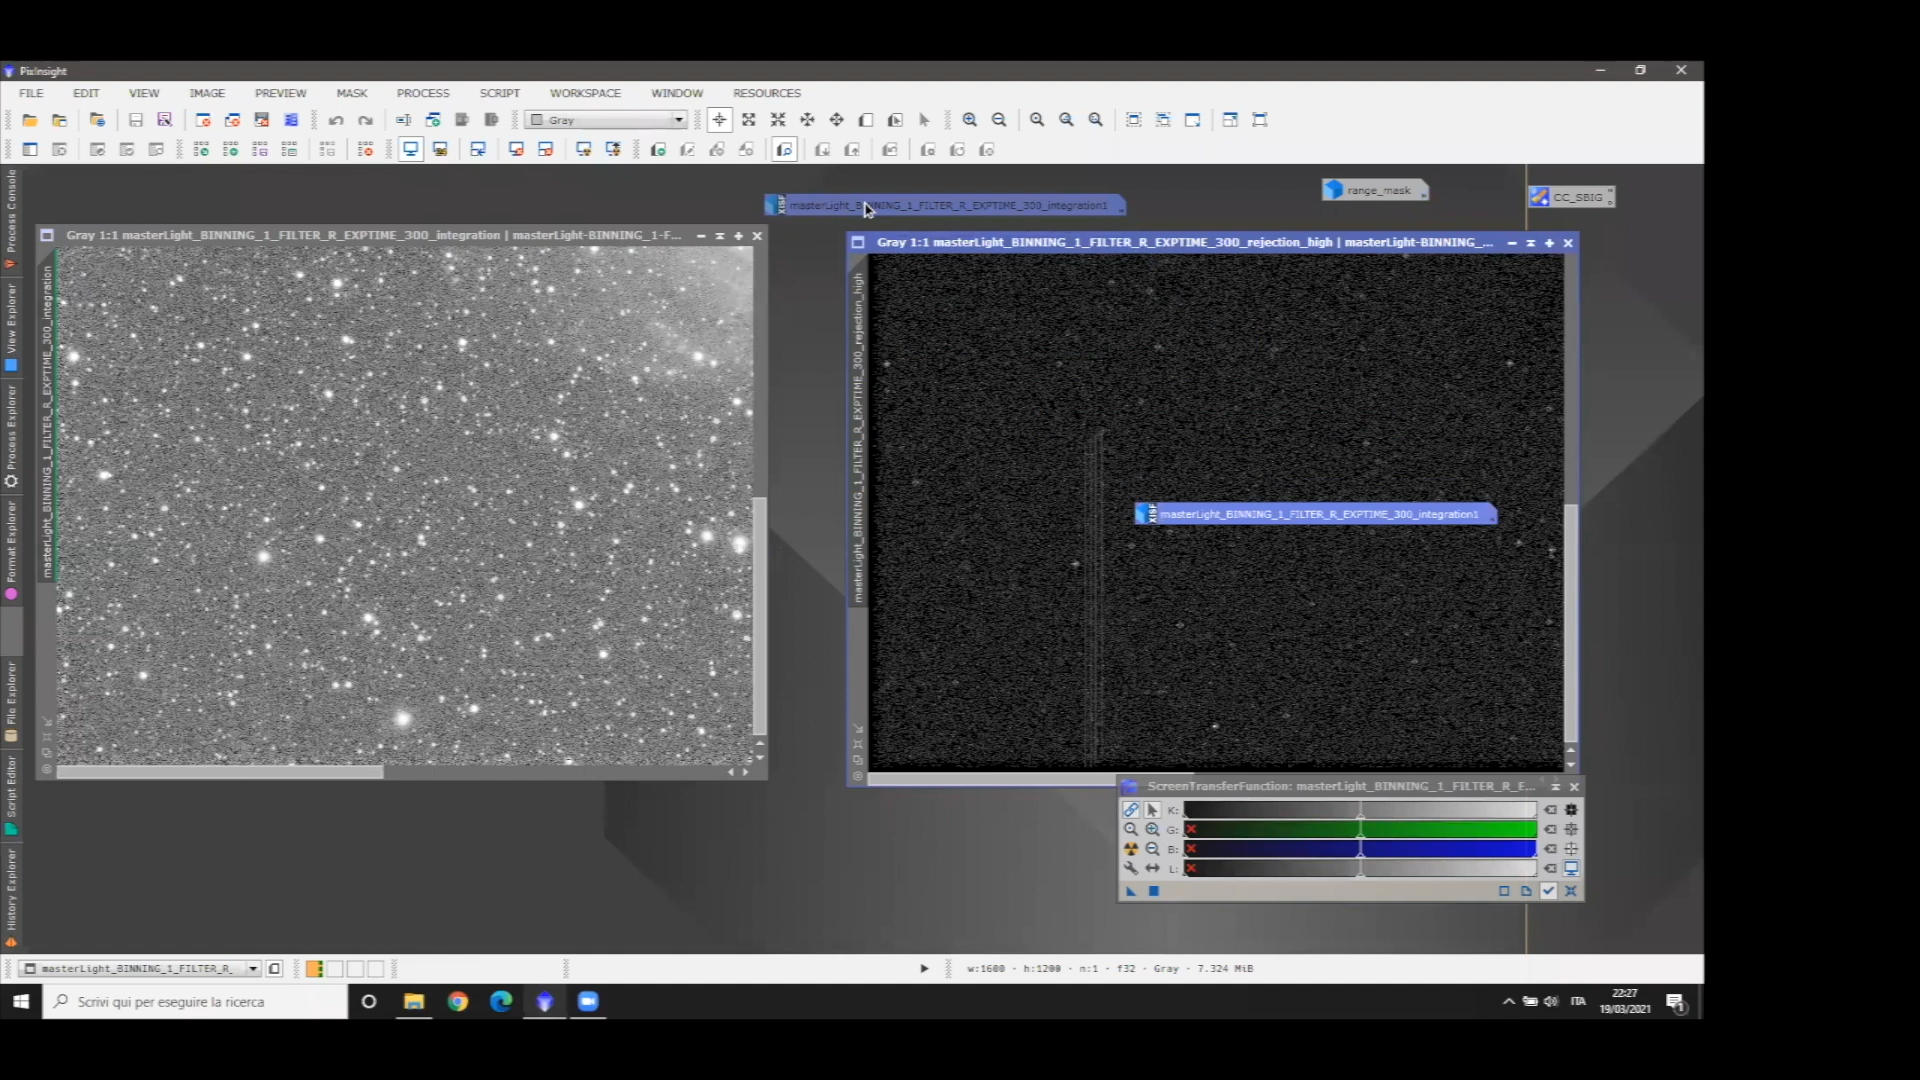 PixInsight
FILE EDIT VIEW IMAGE PREVIEW MASK PROCESS SCRIPT WORKSPACE WINDOW RESOURCES
Gray
Process Console
View Explorer
Process Explorer
Format Explorer
File Explorer
Script Editor
History Explorer
masterLight_BINNING_1_FILTER_R_EXPTIME_300_integration1
range_mask
CC_SBIG
Gray 1:1 masterLight_BINNING_1_FILTER_R_EXPTIME_300_integration | masterLight-BINNING_1-F...
masterLight_BINNING_1_FILTER_R_EXPTIME_300_integration
Gray 1:1 masterLight_BINNING_1_FILTER_R_EXPTIME_300_rejection_high | masterLight-BINNING_...
masterLight_BINNING_1_FILTER_R_EXPTIME_300_rejection_high
XISF
masterLight_BINNING_1_FILTER_R_EXPTIME_300_integration1
ScreenTransferFunction: masterLight_BINNING_1_FILTER_R_E...
K:
G:
B:
L:
masterLight_BINNING_1_FILTER_R_
w:1600 · h:1200 · n:1 · f32 · Gray · 7.324 MiB
Scrivi qui per eseguire la ricerca
ITA
22:27
19/03/2021
1